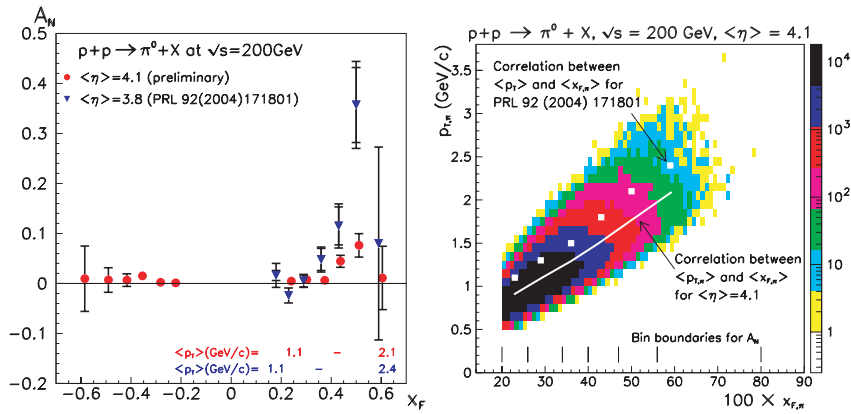 A_N
p+p → π⁰+X at √s=200GeV
⟨η⟩=4.1 (preliminary)
⟨η⟩=3.8 (PRL 92(2004)171801)
0.5
0.4
0.3
0.2
0.1
0
-0.1
-0.2
<p_T>(GeV/c)= 1.1 – 2.1
<p_T>(GeV/c)= 1.1 – 2.4
-0.6 -0.4 -0.2 0 0.2 0.4 0.6
x_F
p+p → π⁰ + X, √s = 200 GeV, <η> = 4.1
p_T,π (GeV/c)
Correlation between
<p_T> and <x_F,π> for
PRL 92 (2004) 171801
3.5
3
2.5
2
1.5
1
0.5
0
Correlation between
<p_T,π> and <x_F,π>
for <η>=4.1
Bin boundaries for A_N
20 30 40 50 60 70 80 90
100 × x_F,π
10⁴
10³
10²
10
1